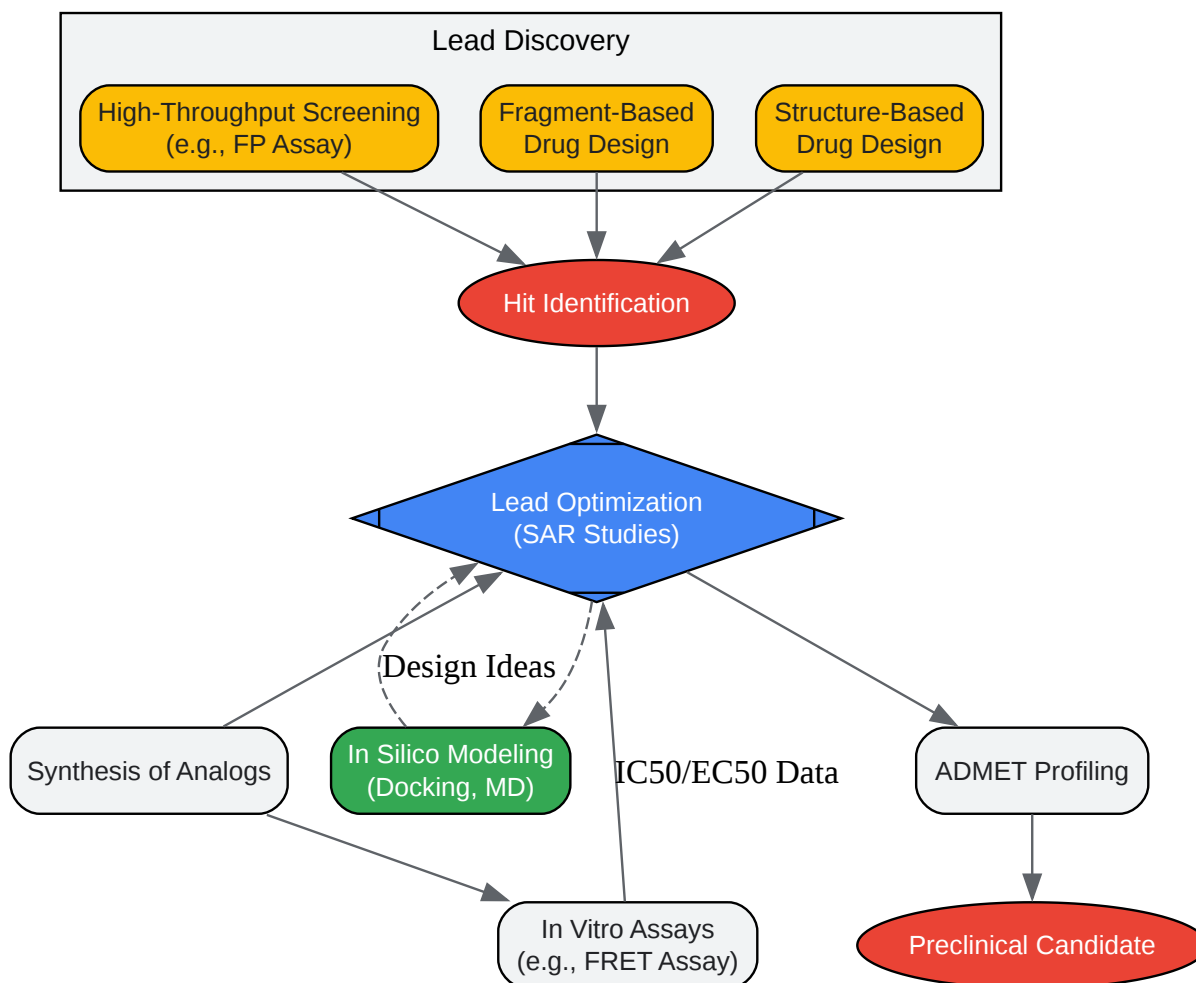 Lead Discovery
High-Throughput Screening
(e.g., FP Assay)
Fragment-Based
Drug Design
Structure-Based
Drug Design
Hit Identification
Lead Optimization
(SAR Studies)
Design Ideas
Synthesis of Analogs
In Silico Modeling
(Docking, MD)
IC50/EC50 Data
ADMET Profiling
In Vitro Assays
(e.g., FRET Assay)
Preclinical Candidate